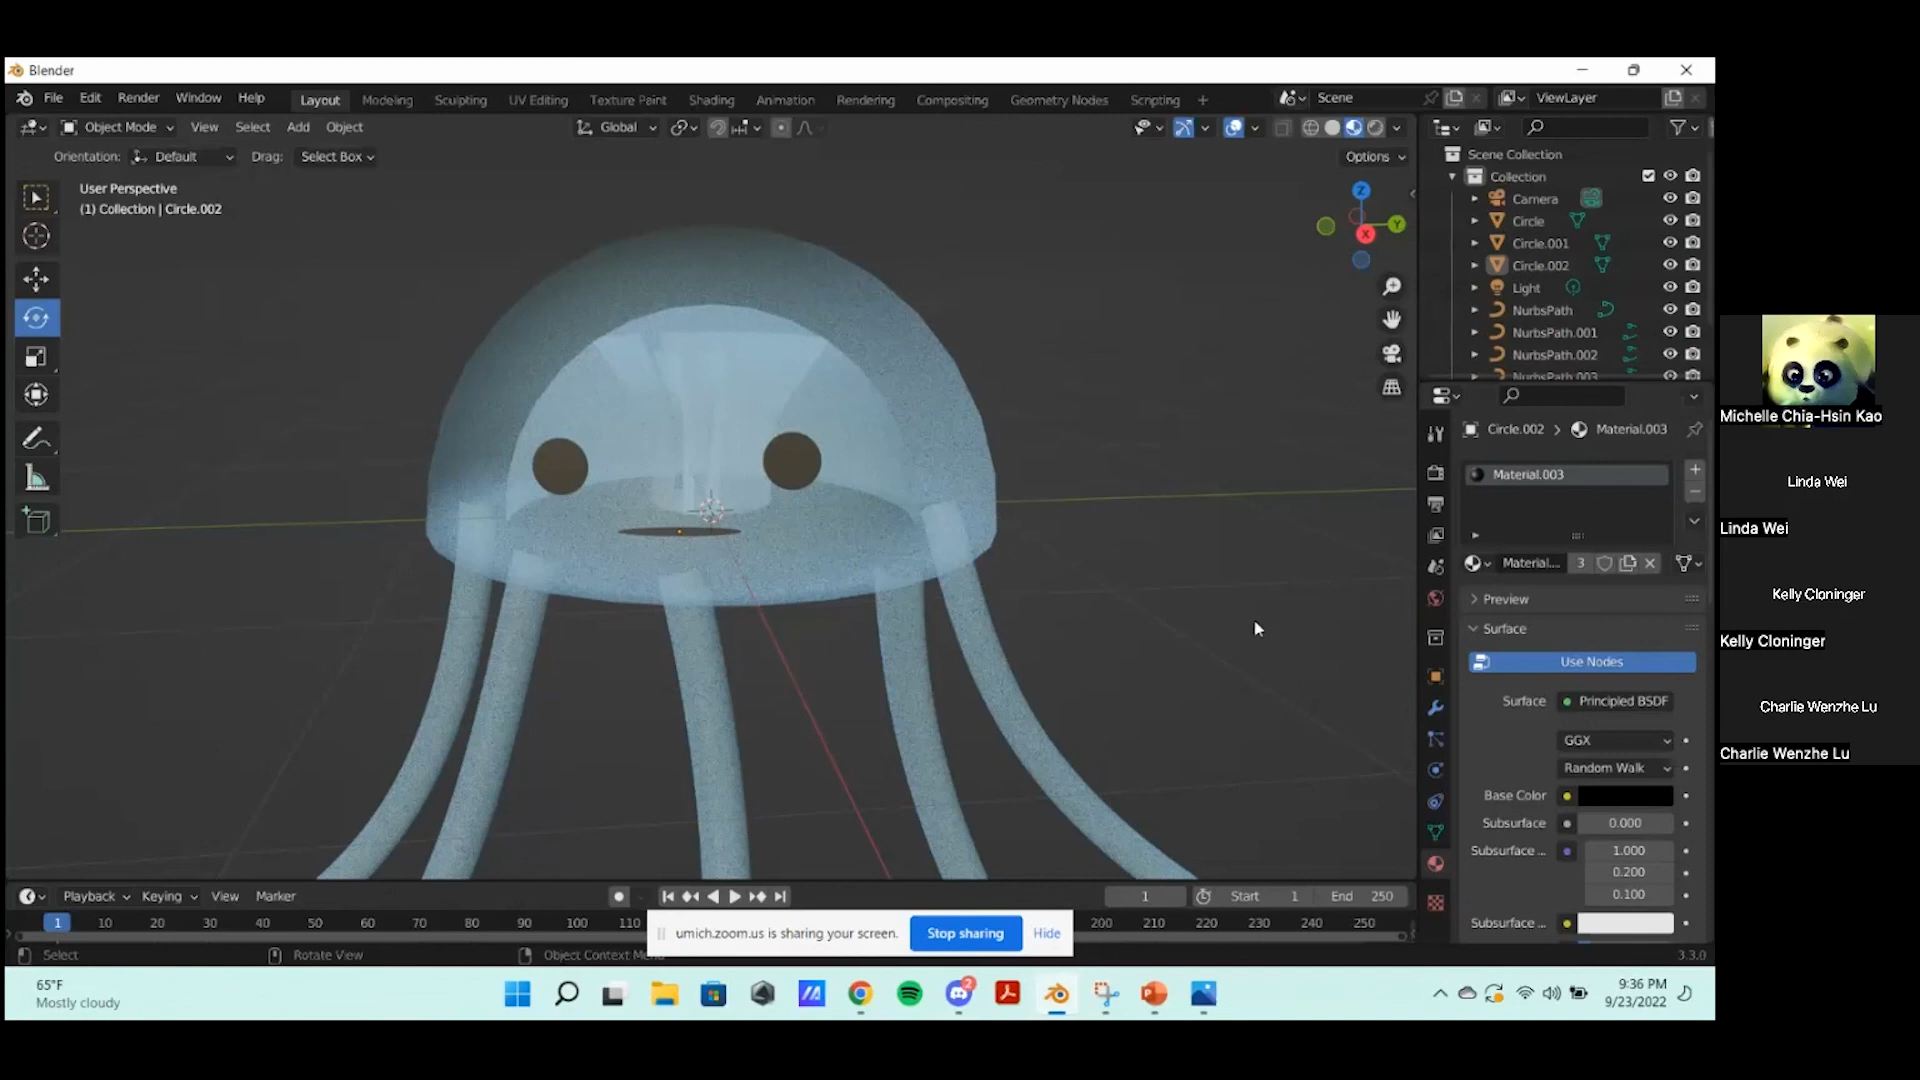 Blender
File Edit Render Window Help Layout Modeling Sculpting UV Editing Texture Paint Shading Animation Rendering Compositing Geometry Nodes Scripting + Scene ViewLayer
Object Mode View Select Add Object Global
Orientation: Default Drag: Select Box Options
User Perspective
(1) Collection | Circle.002
Z
Y
X
Scene Collection
Collection
Camera
Circle
Circle.001
Circle.002
Light
NurbsPath
NurbsPath.001
NurbsPath.002
NurbsPath.003
Circle.002 > Material.003
Material.003
Material... 3
Preview
Surface
Use Nodes
Surface Principled BSDF
GGX
Random Walk
Base Color
Subsurface 0.000
Subsurface ... 1.000
0.200
0.100
Subsurface ...
Playback Keying View Marker 1 Start 1 End 250
1 10 20 30 40 50 60 70 80 90 100 110 200 210 220 230 240 250
umich.zoom.us is sharing your screen. Stop sharing Hide
Select Rotate View Object Context Menu 3.3.0
65°F
Mostly cloudy
2
9:36 PM
9/23/2022
Michelle Chia-Hsin Kao
Linda Wei
Linda Wei
Kelly Cloninger
Kelly Cloninger
Charlie Wenzhe Lu
Charlie Wenzhe Lu